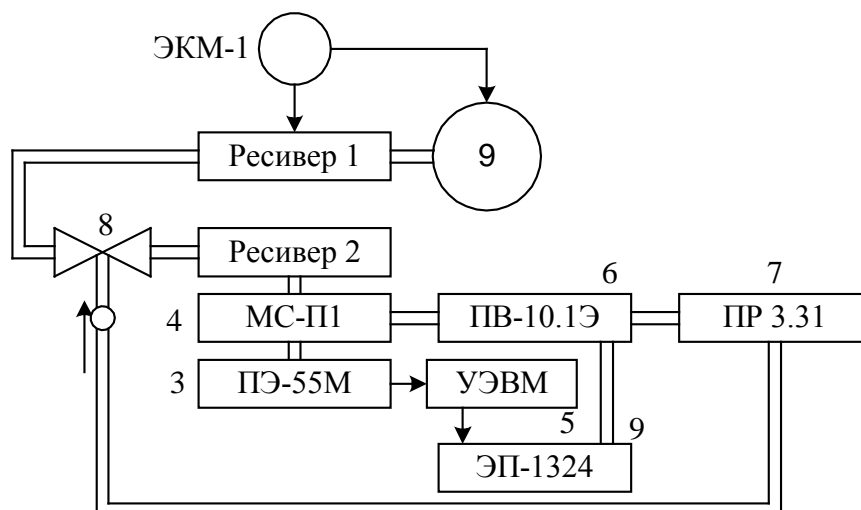 ЭКМ-1
Ресивер 1
9
8
Ресивер 2
6
7
4
МС-П1
ПВ-10.1Э
ПР 3.31
3
ПЭ-55М
УЭВМ
5
9
ЭП-1324